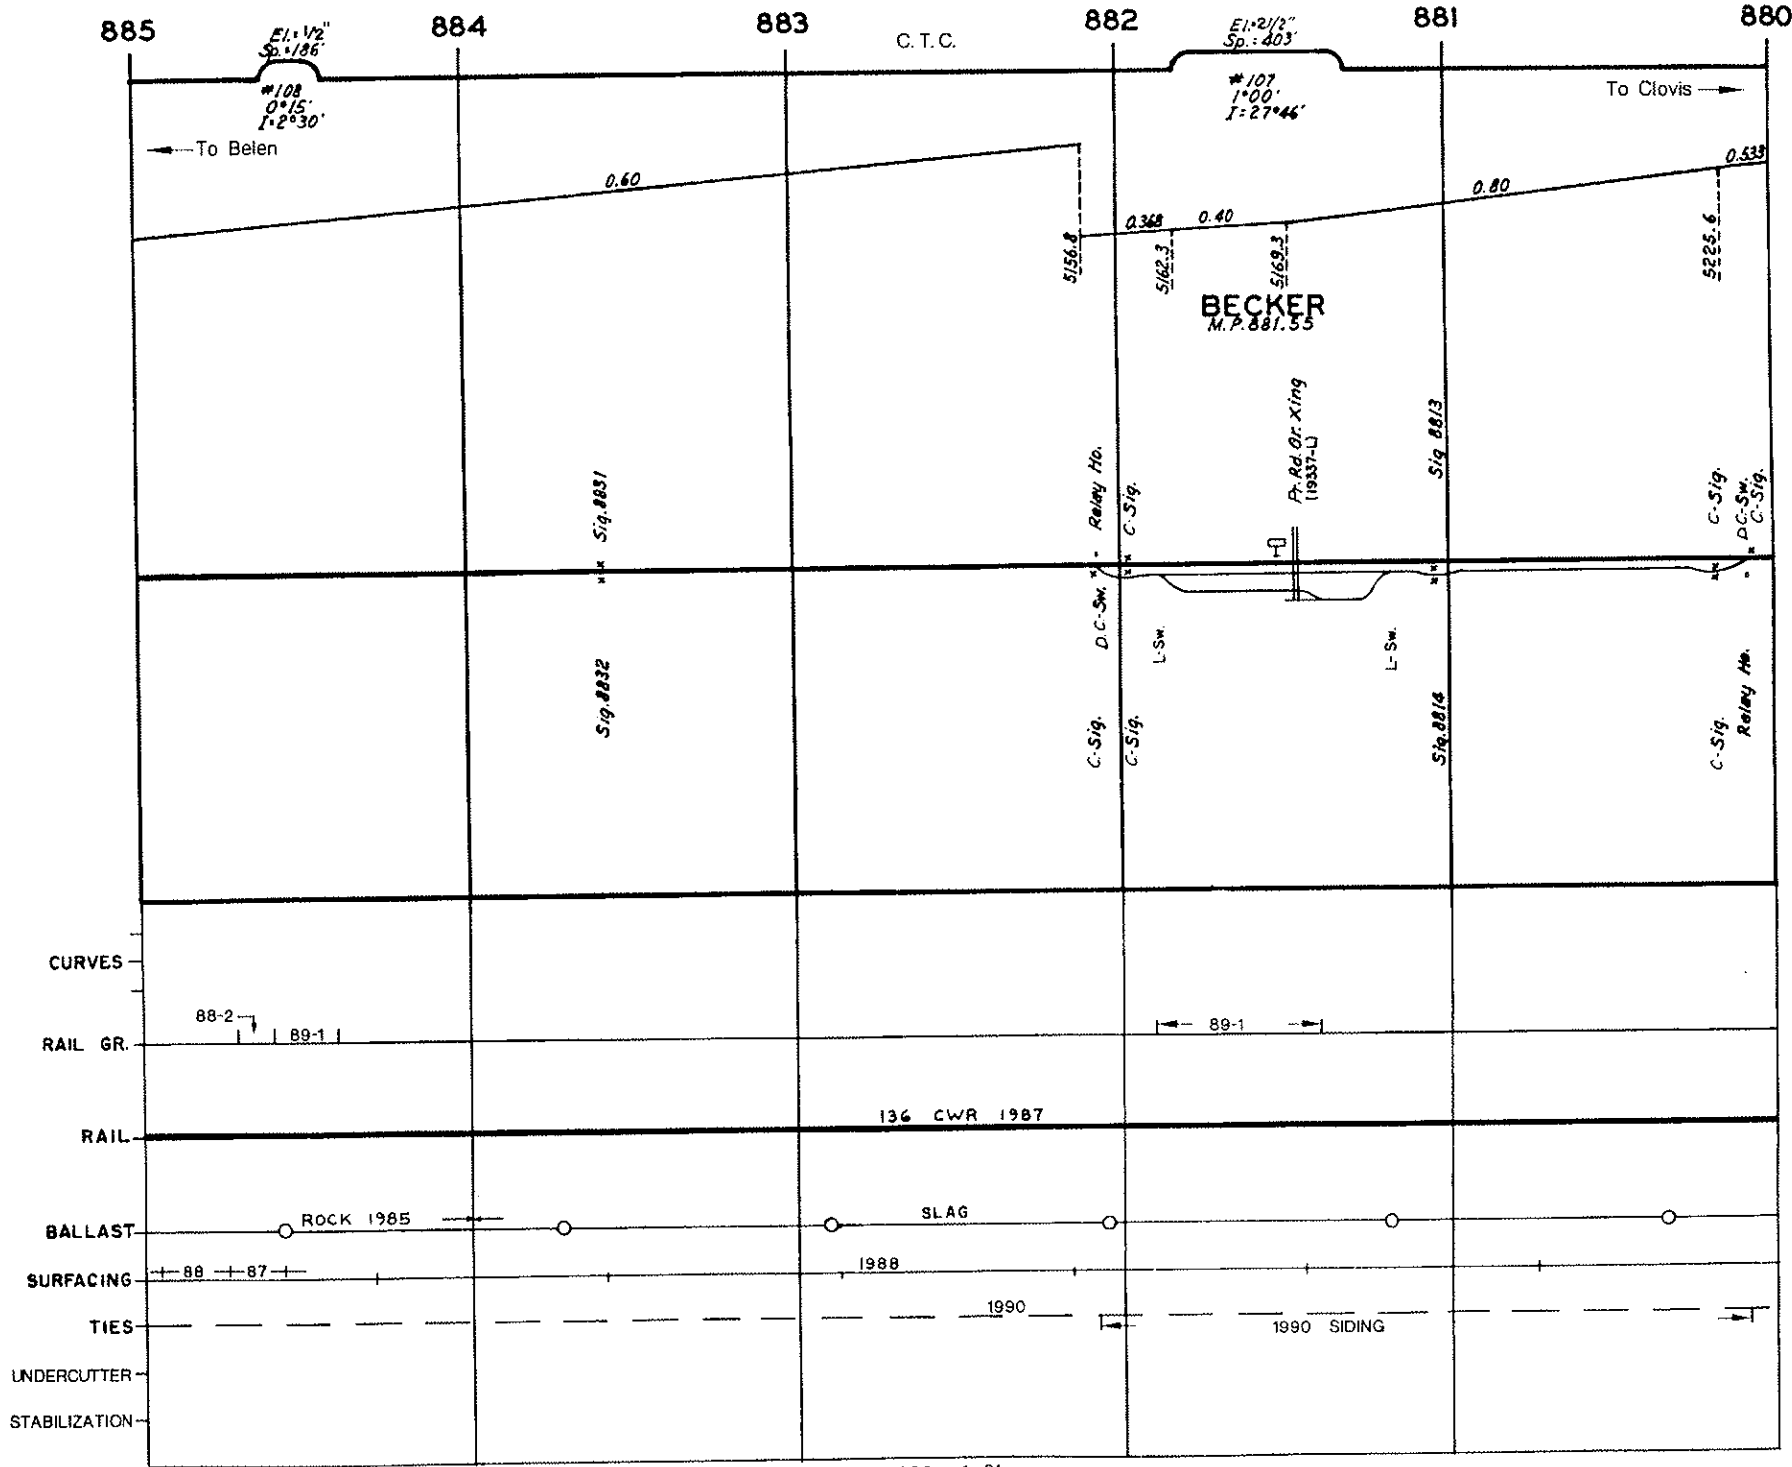 885 884 883 882 881 880
C.T.C.
El.=1/2"
Sp.=186'
#108
0°15'
I=2°30'
El.=2 1/2"
Sp.=403'
#107
1°00'
I=27°46'
To Belen
To Clovis
0.60
0.368
0.40
0.80
0.533
5156.8
5162.3
5169.3
5225.6
BECKER
M.P.881.55
Sig.8831
Sig.8832
Relay Ho.
C-Sig.
D.C-Sw.
C-Sig.
C-Sig.
L-Sw.
Pr. Rd. Gr. Xing
(19337-L)
L-Sw.
Sig 8813
Sig.8814
C-Sig.
D C-Sw.
C-Sig.
C-Sig.
Relay Ho.
CURVES
RAIL GR.
88-2
89-1
89-1
RAIL
136 CWR 1987
BALLAST
ROCK 1985
SLAG
SURFACING
88
87
1988
TIES
1990
1990 SIDING
UNDERCUTTER
STABILIZATION